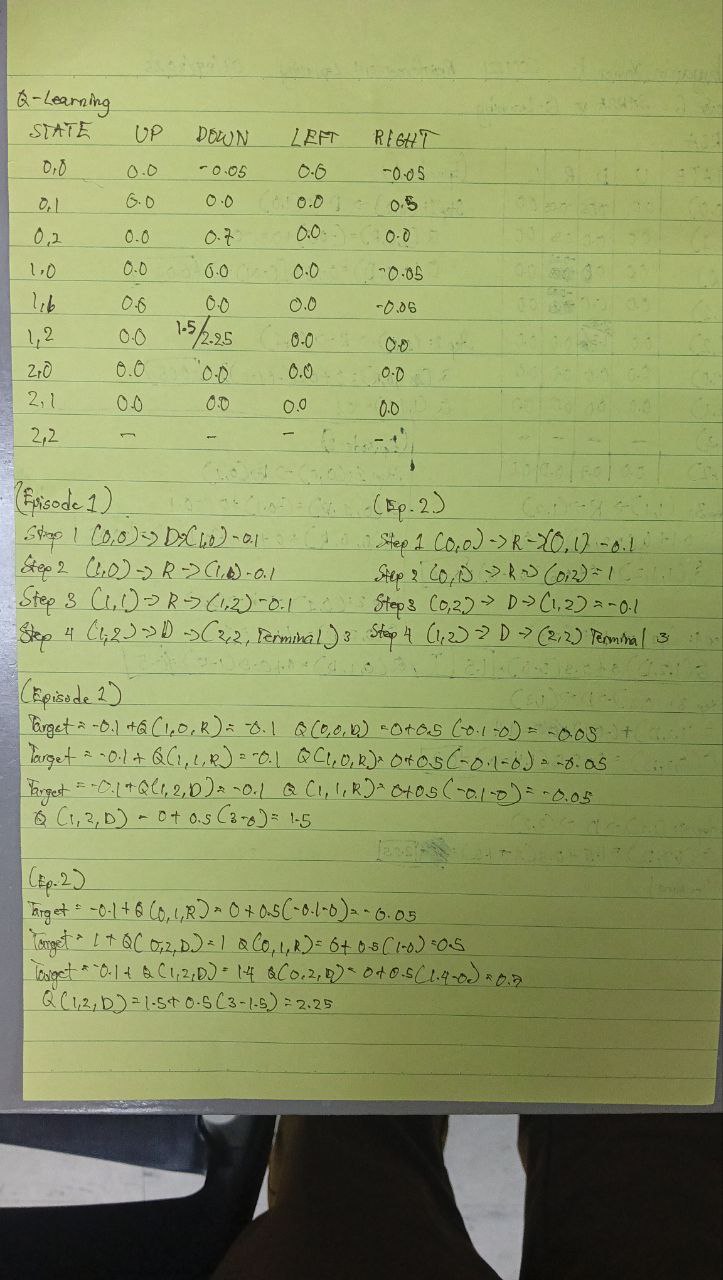 Q-Learning
STATE UP DOWN LEFT RIGHT
0,0 0.0 -0.05 0.0 -0.05
0,1 0.0 0.0 0.0 0.5
0,2 0.0 0.7 0.0 0.0
1,0 0.0 0.0 0.0 -0.05
1,1 0.0 0.0 0.0 -0.05
1,2 0.0 1.5/2.25 0.0 0.0
2,0 0.0 0.0 0.0 0.0
2,1 0.0 0.0 0.0 0.0
2,2 - - - -
(Episode 1) (Ep. 2)
Step 1 (0,0) → D → (1,0) -0.1 Step 1 (0,0) → R → (0,1) -0.1
Step 2 (1,0) → R → (1,1) -0.1 Step 2 (0,1) → R → (0,2) = 1
Step 3 (1,1) → R → (1,2) -0.1 Step 3 (0,2) → D → (1,2) = -0.1
Step 4 (1,2) → D → (2,2, Terminal) 3 Step 4 (1,2) → D → (2,2) Terminal 3
(Episode 1)
Target = -0.1 + Q(1,0,R) = -0.1 Q(0,0,D) = 0+0.5 (-0.1-0) = -0.05
Target = -0.1 + Q(1,1,R) = -0.1 Q(1,0,R) = 0+0.5 (-0.1-0) = -0.05
Target = -0.1 + Q(1,2,D) = -0.1 Q(1,1,R) = 0+0.5 (-0.1-0) = -0.05
Q (1,2,D) = 0+ 0.5 (3-0) = 1.5
(Ep. 2)
Target = -0.1 + Q (0,1,R) = 0 + 0.5 (-0.1-0) = -0.05
Target = 1 + Q( 0,2,D) = 1 Q(0,1,R) = 0+ 0.5 (1-0) = 0.5
Target = -0.1 + Q(1,2,D) = 1.4 Q(0,2,D) = 0+0.5 (1.4-0) = 0.7
Q (1,2,D) = 1.5+ 0.5 (3-1.5) = 2.25